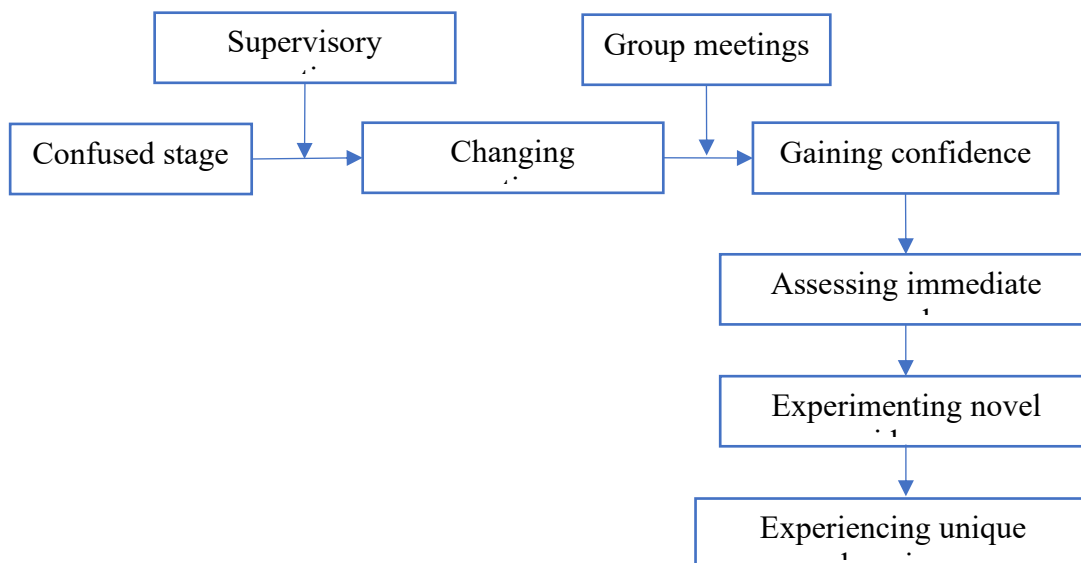 Supervisory
Group meetings
Confused stage
Changing
Gaining confidence
Assessing immediate
Experimenting novel
Experiencing unique